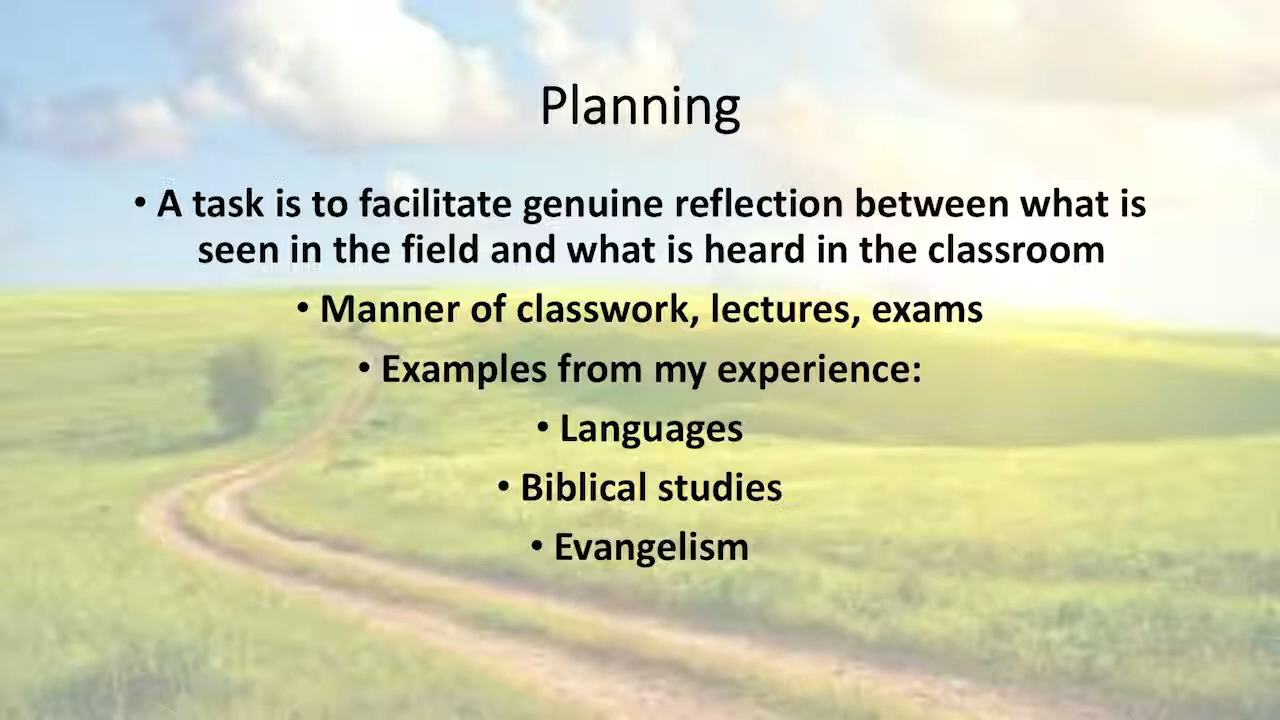 Planning
• A task is to facilitate genuine reflection between what is
seen in the field and what is heard in the classroom
• Manner of classwork, lectures, exams
• Examples from my experience:
• Languages
• Biblical studies
• Evangelism